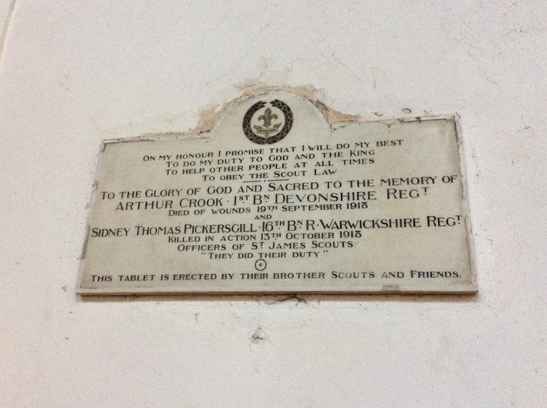 On my honour I promise that I will do my best
To do my duty to God and the King
To help other people at all times
To obey the Scout Law
To the Glory of God and Sacred to the memory of
Arthur Crook · 1st Bn Devonshire Regt
Died of wounds 19th September 1918
and
Sidney Thomas Pickersgill · 16th Bn R · Warwickshire Regt
Killed in action 13th October 1918
Officers of St James Scouts
"They did their duty"
This tablet is erected by their brother Scouts and Friends.